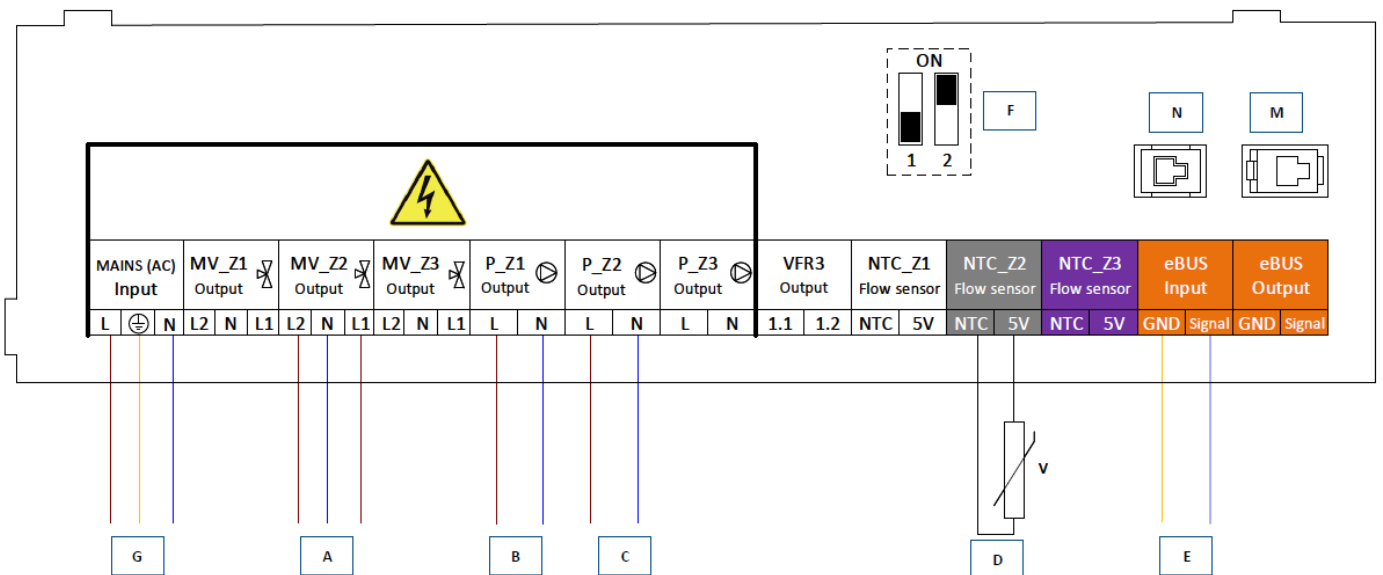 ON
1 2
F
N
M
MAINS (AC) Input
MV_Z1 Output
MV_Z2 Output
MV_Z3 Output
P_Z1 Output
P_Z2 Output
P_Z3 Output
VFR3 Output
NTC_Z1 Flow sensor
NTC_Z2 Flow sensor
NTC_Z3 Flow sensor
eBUS Input
eBUS Output
L N L2 N L1 L2 N L1 L2 N L1 L N L N L N 1.1 1.2 NTC 5V NTC 5V NTC 5V GND Signal GND Signal
V
G
A
B
C
D
E